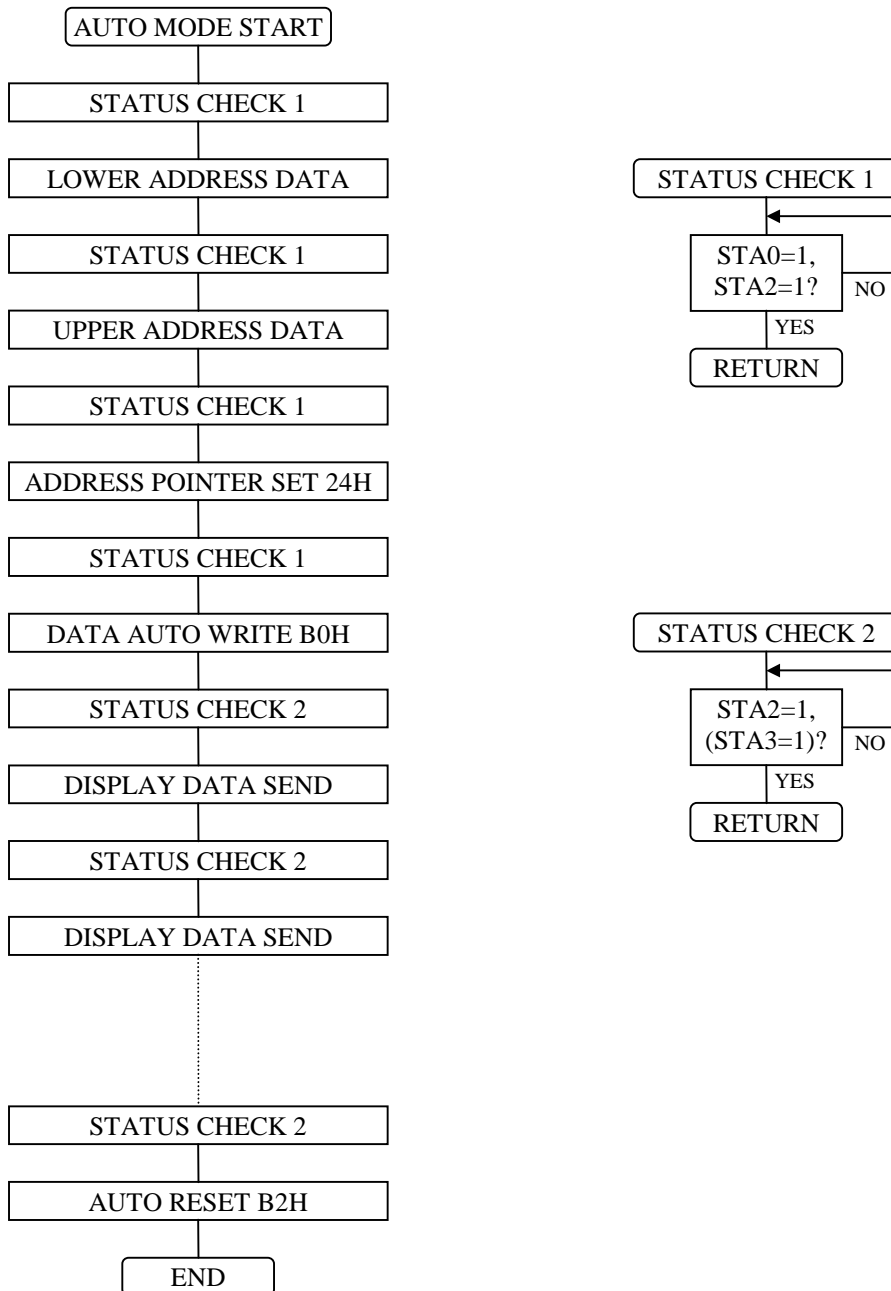 AUTO MODE START
STATUS CHECK 1
LOWER ADDRESS DATA
STATUS CHECK 1
UPPER ADDRESS DATA
STATUS CHECK 1
ADDRESS POINTER SET 24H
STATUS CHECK 1
DATA AUTO WRITE B0H
STATUS CHECK 2
DISPLAY DATA SEND
STATUS CHECK 2
DISPLAY DATA SEND
STATUS CHECK 2
AUTO RESET B2H
END
STATUS CHECK 1
STA0=1,
STA2=1?
NO
YES
RETURN
STATUS CHECK 2
STA2=1,
(STA3=1)?
NO
YES
RETURN